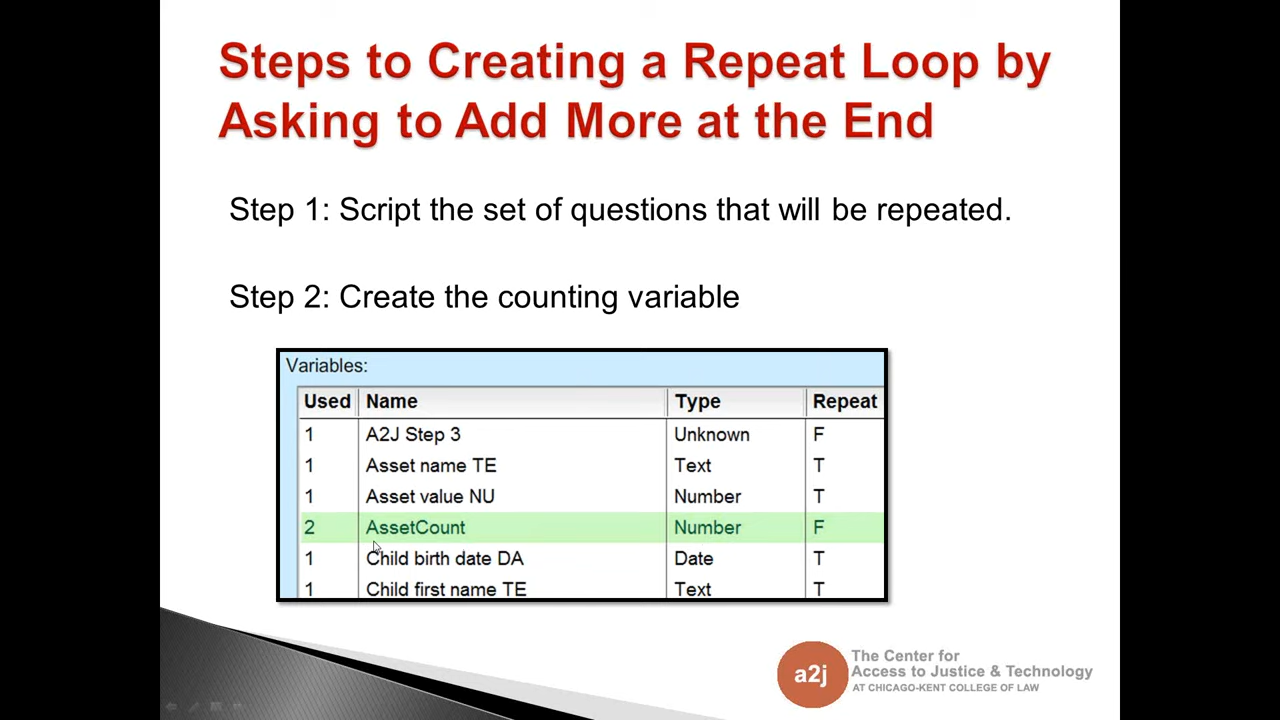 Steps to Creating a Repeat Loop by
Asking to Add More at the End
Step 1: Script the set of questions that will be repeated.
Step 2: Create the counting variable
Variables:
Used Name Type Repeat
1 A2J Step 3 Unknown F
1 Asset name TE Text T
1 Asset value NU Number T
2 AssetCount Number F
1 Child birth date DA Date T
1 Child first name TE Text T
a2j
The Center for
Access to Justice & Technology
AT CHICAGO-KENT COLLEGE OF LAW